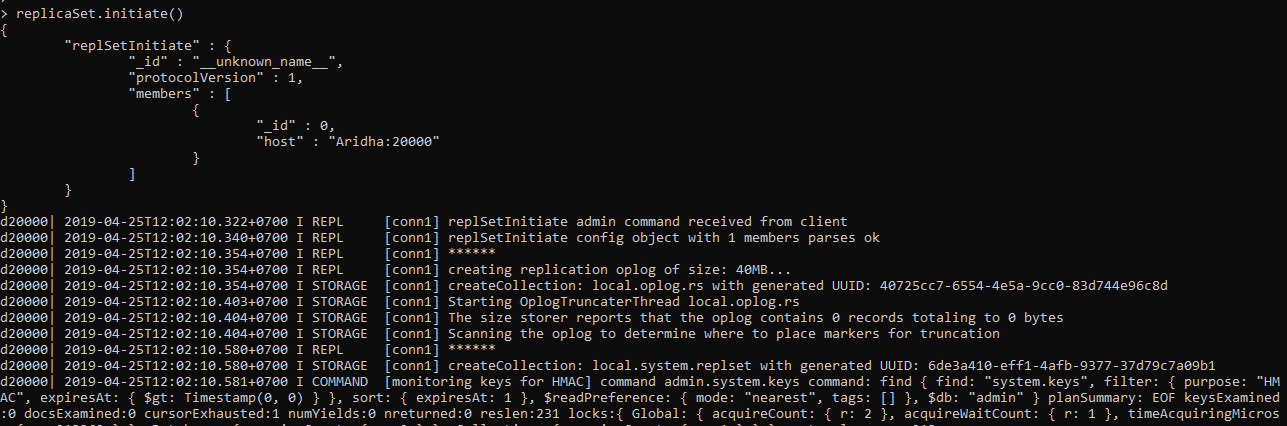 > replicaSet.initiate()
{
        "replSetInitiate" : {
                "_id" : "__unknown_name__",
                "protocolVersion" : 1,
                "members" : [
                        {
                                "_id" : 0,
                                "host" : "Aridha:20000"
                        }
                ]
        }
}
d20000| 2019-04-25T12:02:10.322+0700 I REPL     [conn1] replSetInitiate admin command received from client
d20000| 2019-04-25T12:02:10.340+0700 I REPL     [conn1] replSetInitiate config object with 1 members parses ok
d20000| 2019-04-25T12:02:10.354+0700 I REPL     [conn1] ******
d20000| 2019-04-25T12:02:10.354+0700 I REPL     [conn1] creating replication oplog of size: 40MB...
d20000| 2019-04-25T12:02:10.354+0700 I STORAGE  [conn1] createCollection: local.oplog.rs with generated UUID: 40725cc7-6554-4e5a-9cc0-83d744e96c8d
d20000| 2019-04-25T12:02:10.403+0700 I STORAGE  [conn1] Starting OplogTruncaterThread local.oplog.rs
d20000| 2019-04-25T12:02:10.404+0700 I STORAGE  [conn1] The size storer reports that the oplog contains 0 records totaling to 0 bytes
d20000| 2019-04-25T12:02:10.404+0700 I STORAGE  [conn1] Scanning the oplog to determine where to place markers for truncation
d20000| 2019-04-25T12:02:10.580+0700 I REPL     [conn1] ******
d20000| 2019-04-25T12:02:10.580+0700 I STORAGE  [conn1] createCollection: local.system.replset with generated UUID: 6de3a410-eff1-4afb-9377-37d79c7a09b1
d20000| 2019-04-25T12:02:10.581+0700 I COMMAND  [monitoring keys for HMAC] command admin.system.keys command: find { find: "system.keys", filter: { purpose: "HM
AC", expiresAt: { $gt: Timestamp(0, 0) } }, sort: { expiresAt: 1 }, $readPreference: { mode: "nearest", tags: [] }, $db: "admin" } planSummary: EOF keysExamined
:0 docsExamined:0 cursorExhausted:1 numYields:0 nreturned:0 reslen:231 locks:{ Global: { acquireCount: { r: 2 }, acquireWaitCount: { r: 1 }, timeAcquiringMicros